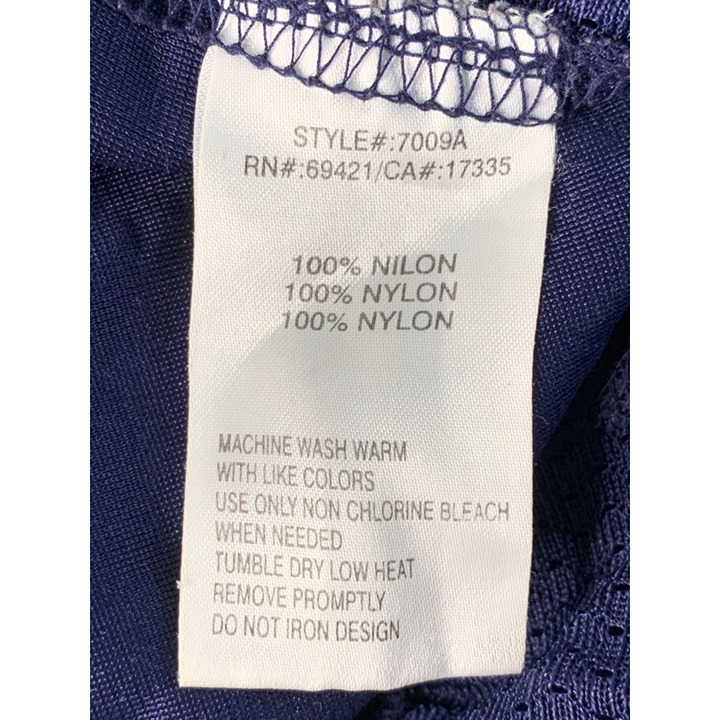 STYLE#:7009A
RN#:69421/CA#:17335
100% NILON
100% NYLON
100% NYLON
MACHINE WASH WARM
WITH LIKE COLORS
USE ONLY NON CHLORINE BLEACH
WHEN NEEDED
TUMBLE DRY LOW HEAT
REMOVE PROMPTLY
DO NOT IRON DESIGN